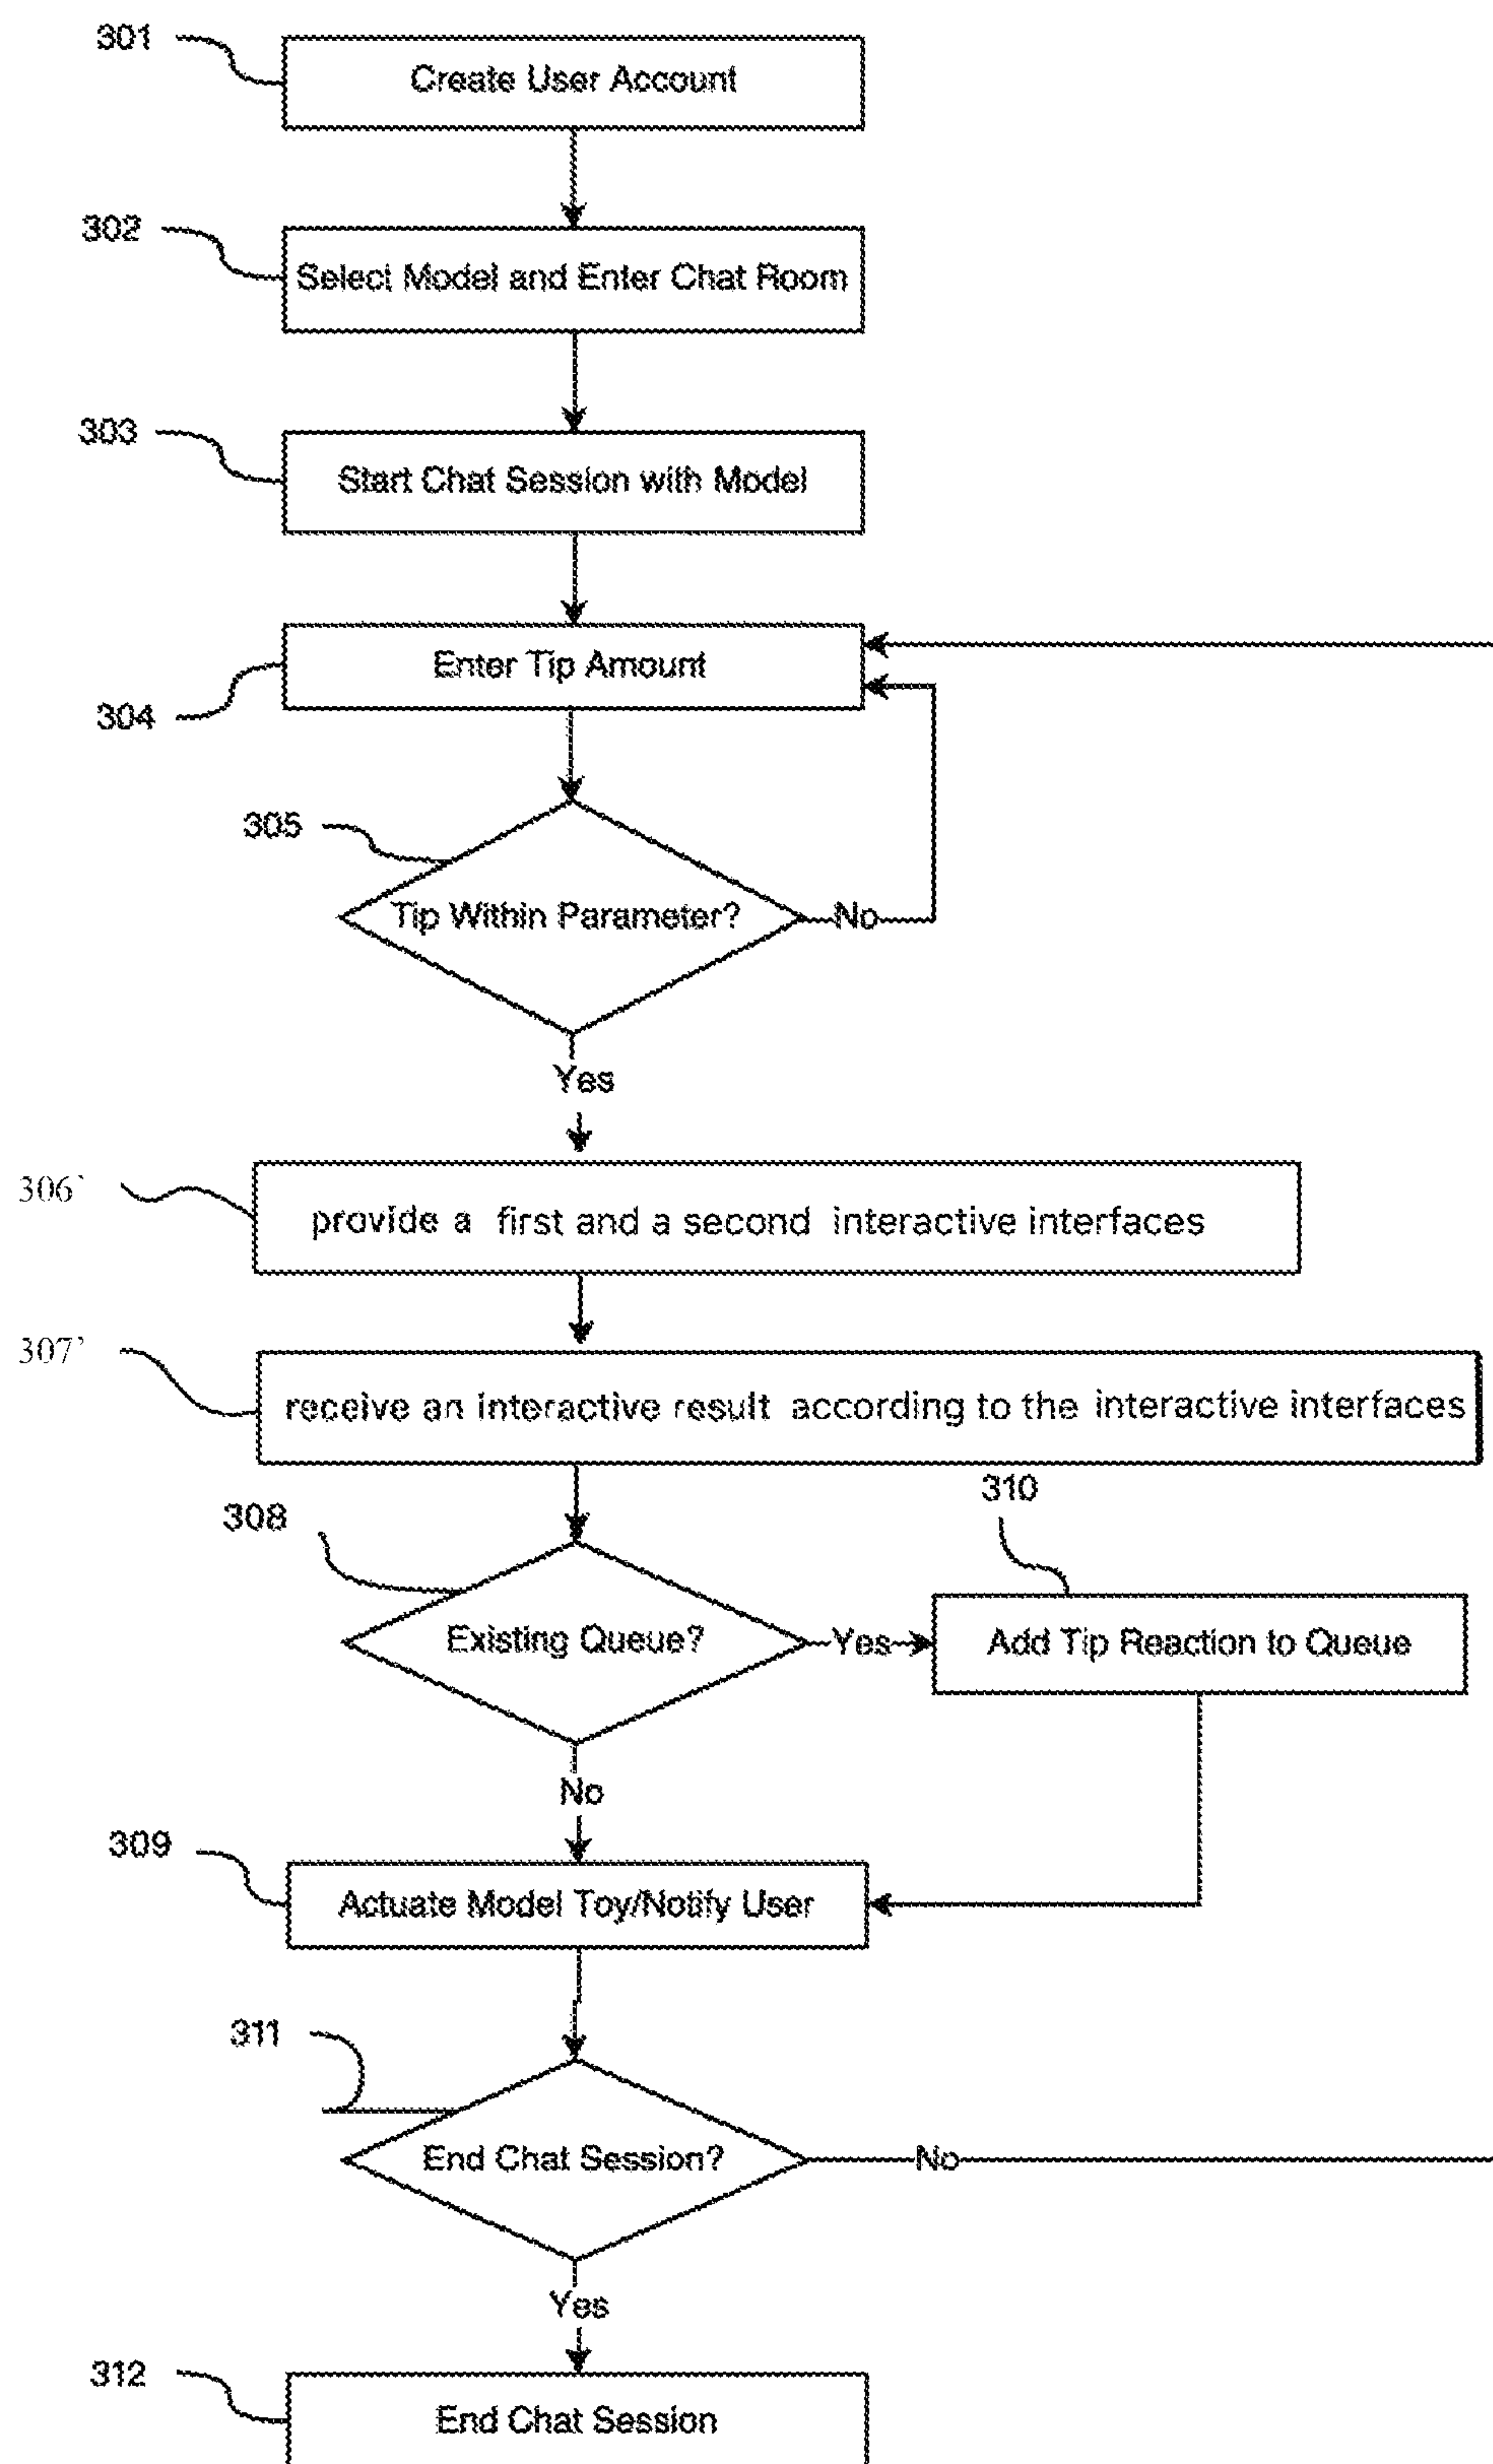 301
Create User Account
302
Select Model and Enter Chat Room
303
Start Chat Session with Model
Enter Tip Amount
304
305
Tip Within Parameter?
No
Yes
306`
provide a first and a second interactive interfaces
307’
receive an interactive result according to the interactive interfaces
308
310
Existing Queue?
Yes
Add Tip Reaction to Queue
No
309
Actuate Model Toy/Notify User
311
End Chat Session?
No
Yes
312
End Chat Session